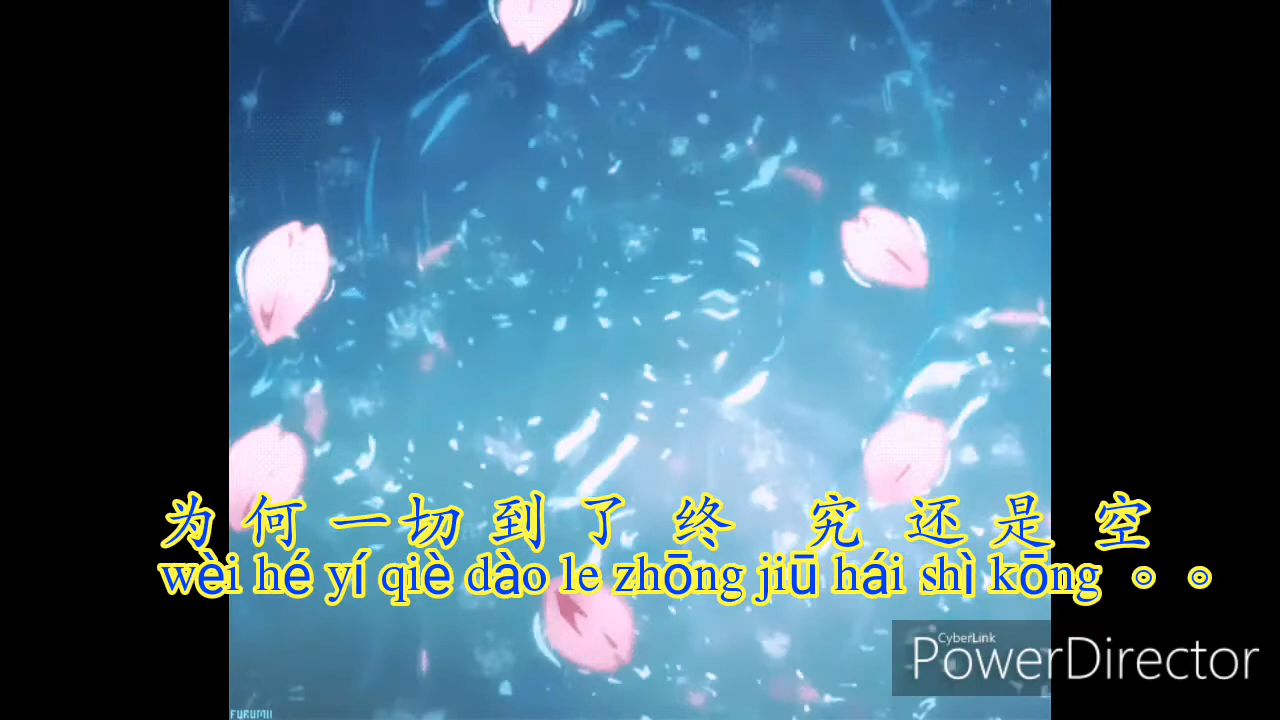 为何一切到了终究还是空
wèi hé yí qiè dào le zhōng jiū hái shì kōng 。。
CyberLink
PowerDirector
FURUMII